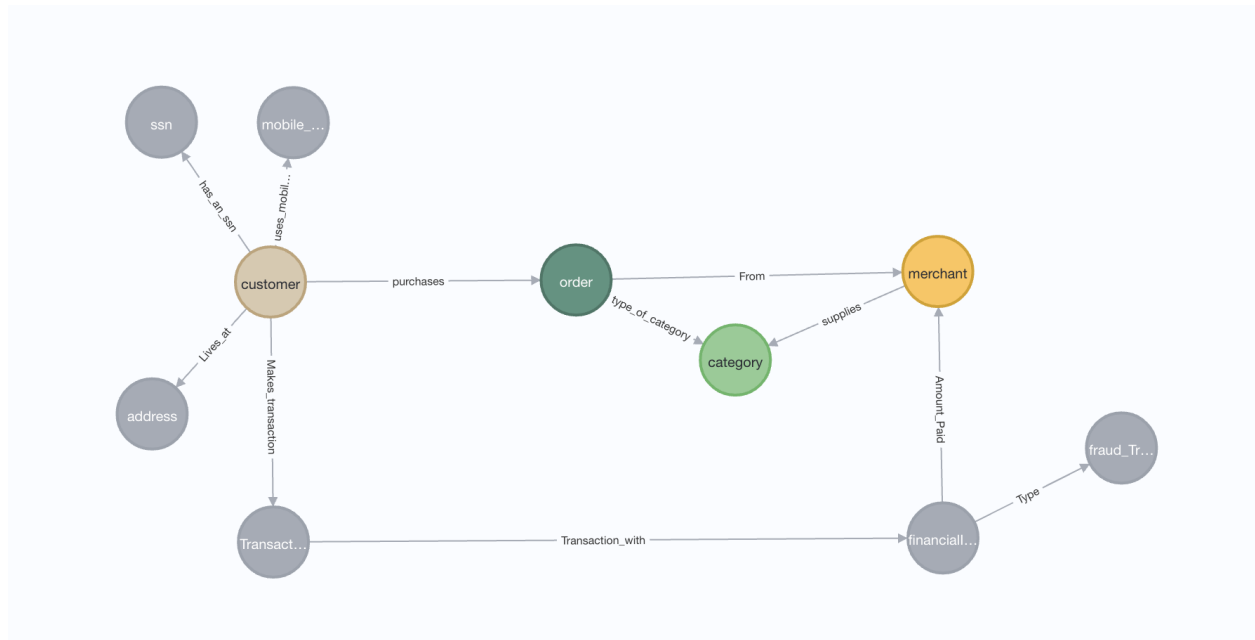 ssn
mobile_...
has_an_ssn
uses_mobil...
customer
purchases
order
From
merchant
type_of_category
supplies
category
Lives_at
address
Makes_transaction
Amount_Paid
fraud_Tr...
Type
Transact...
Transaction_with
financialI...